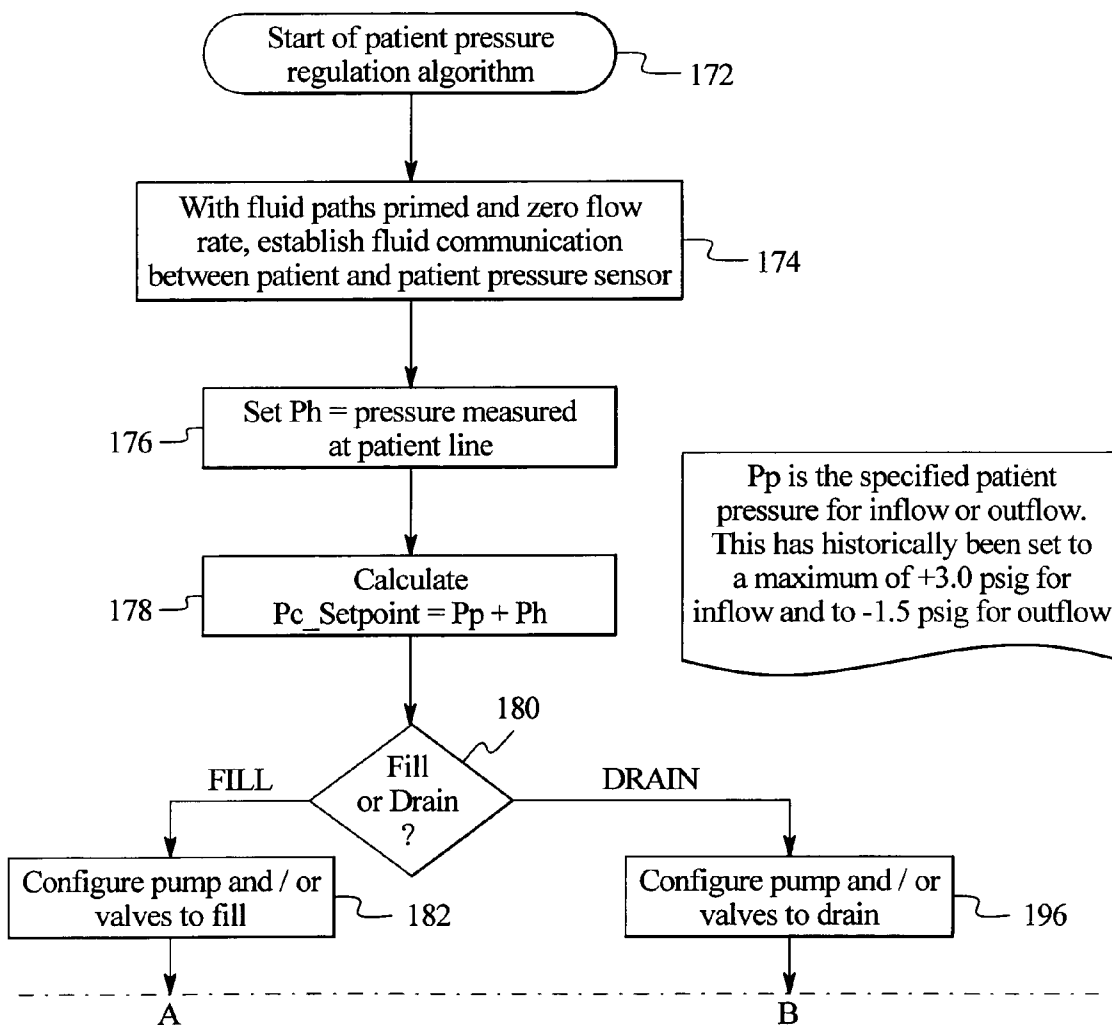 Start of patient pressure
regulation algorithm
172
With fluid paths primed and zero flow
rate, establish fluid communication
between patient and patient pressure sensor
174
Set Ph = pressure measured
at patient line
176
Pp is the specified patient
pressure for inflow or outflow.
This has historically been set to
a maximum of +3.0 psig for
inflow and to -1.5 psig for outflow
Calculate
Pc_Setpoint = Pp + Ph
178
180
Fill
or Drain
?
FILL
DRAIN
Configure pump and / or
valves to fill
182
Configure pump and / or
valves to drain
196
A
B